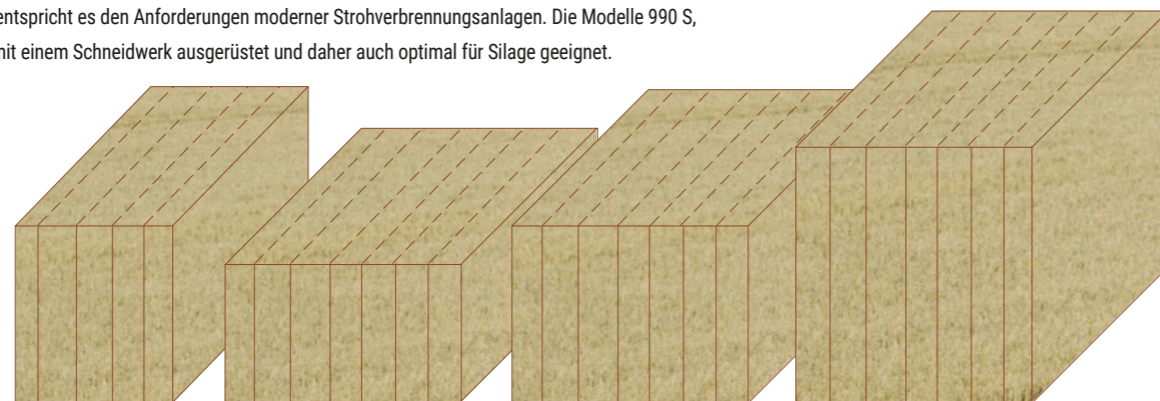 entspricht es den Anforderungen moderner Strohverbrennungsanlagen. Die Modelle 990 S,
mit einem Schneidwerk ausgerüstet und daher auch optimal für Silage geeignet.